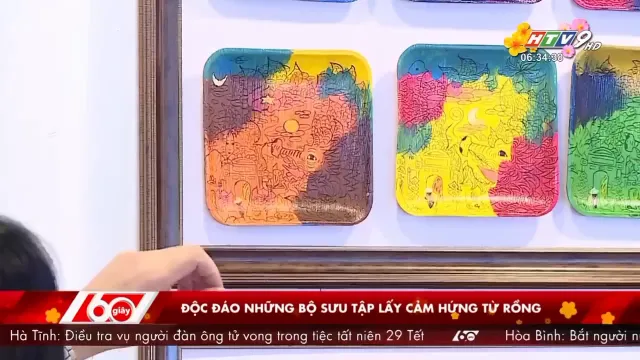 HTV9 HD
06:34:38
60 giây
ĐỘC ĐÁO NHỮNG BỘ SƯU TẬP LẤY CẢM HỨNG TỪ RỒNG
Hà Tĩnh: Điều tra vụ người đàn ông tử vong trong tiệc tất niên 29 Tết
60
Hòa Bình: Bắt người n